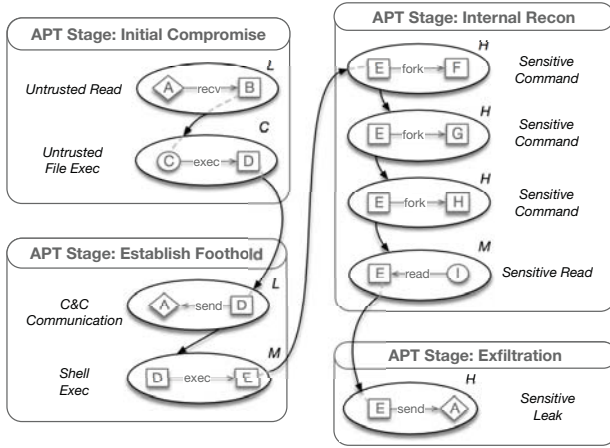 APT Stage: Initial Compromise
L
Untrusted Read
A recv B
C
Untrusted
File Exec
C exec D
APT Stage: Establish Foothold
L
C&C
Communication
A send D
M
Shell
Exec
D exec E
APT Stage: Internal Recon
H
E fork F
Sensitive
Command
H
E fork G
Sensitive
Command
H
E fork H
Sensitive
Command
M
E read I
Sensitive Read
APT Stage: Exfiltration
H
E send A
Sensitive
Leak